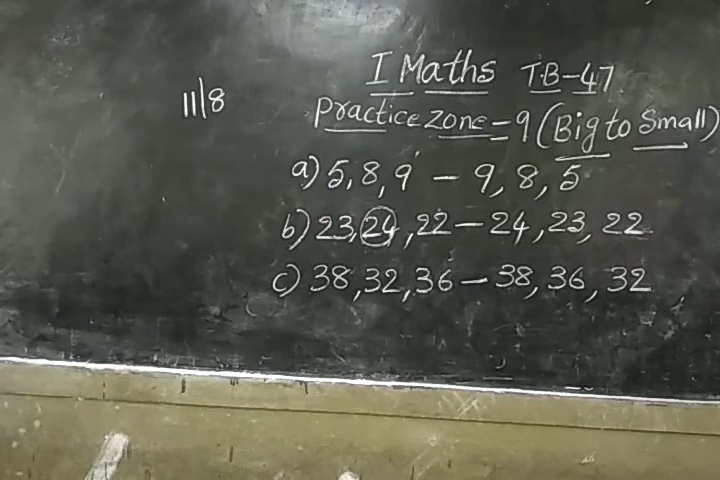 I Maths T.B-47.
11/8
Practice Zone-9 (Big to Small)
a) 5, 8, 9 - 9, 8, 5
b) 23, 24, 22 - 24, 23, 22
c) 38, 32, 36 - 38, 36, 32